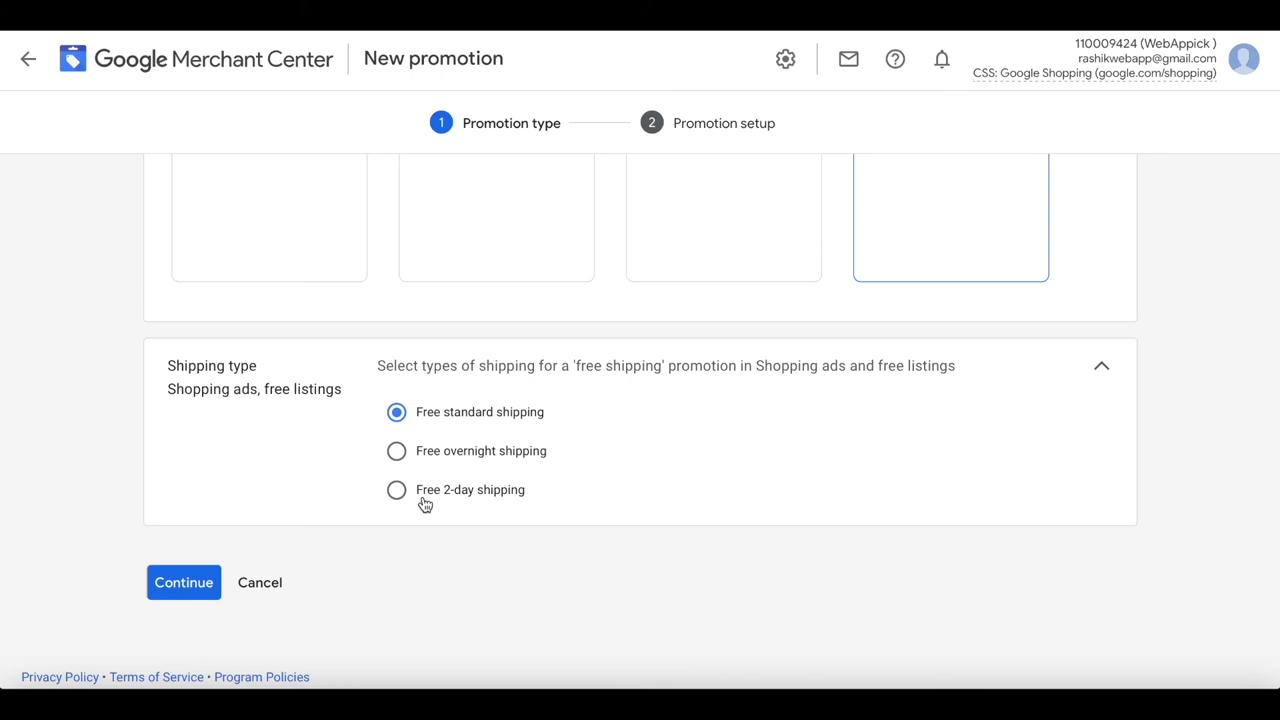 Google Merchant Center
New promotion
110009424 (WebAppick )
rashikwebapp@gmail.com
CSS: Google Shopping (google.com/shopping)
1 Promotion type
2 Promotion setup
Shipping type
Shopping ads, free listings
Select types of shipping for a 'free shipping' promotion in Shopping ads and free listings
Free standard shipping
Free overnight shipping
Free 2-day shipping
Continue
Cancel
Privacy Policy • Terms of Service • Program Policies